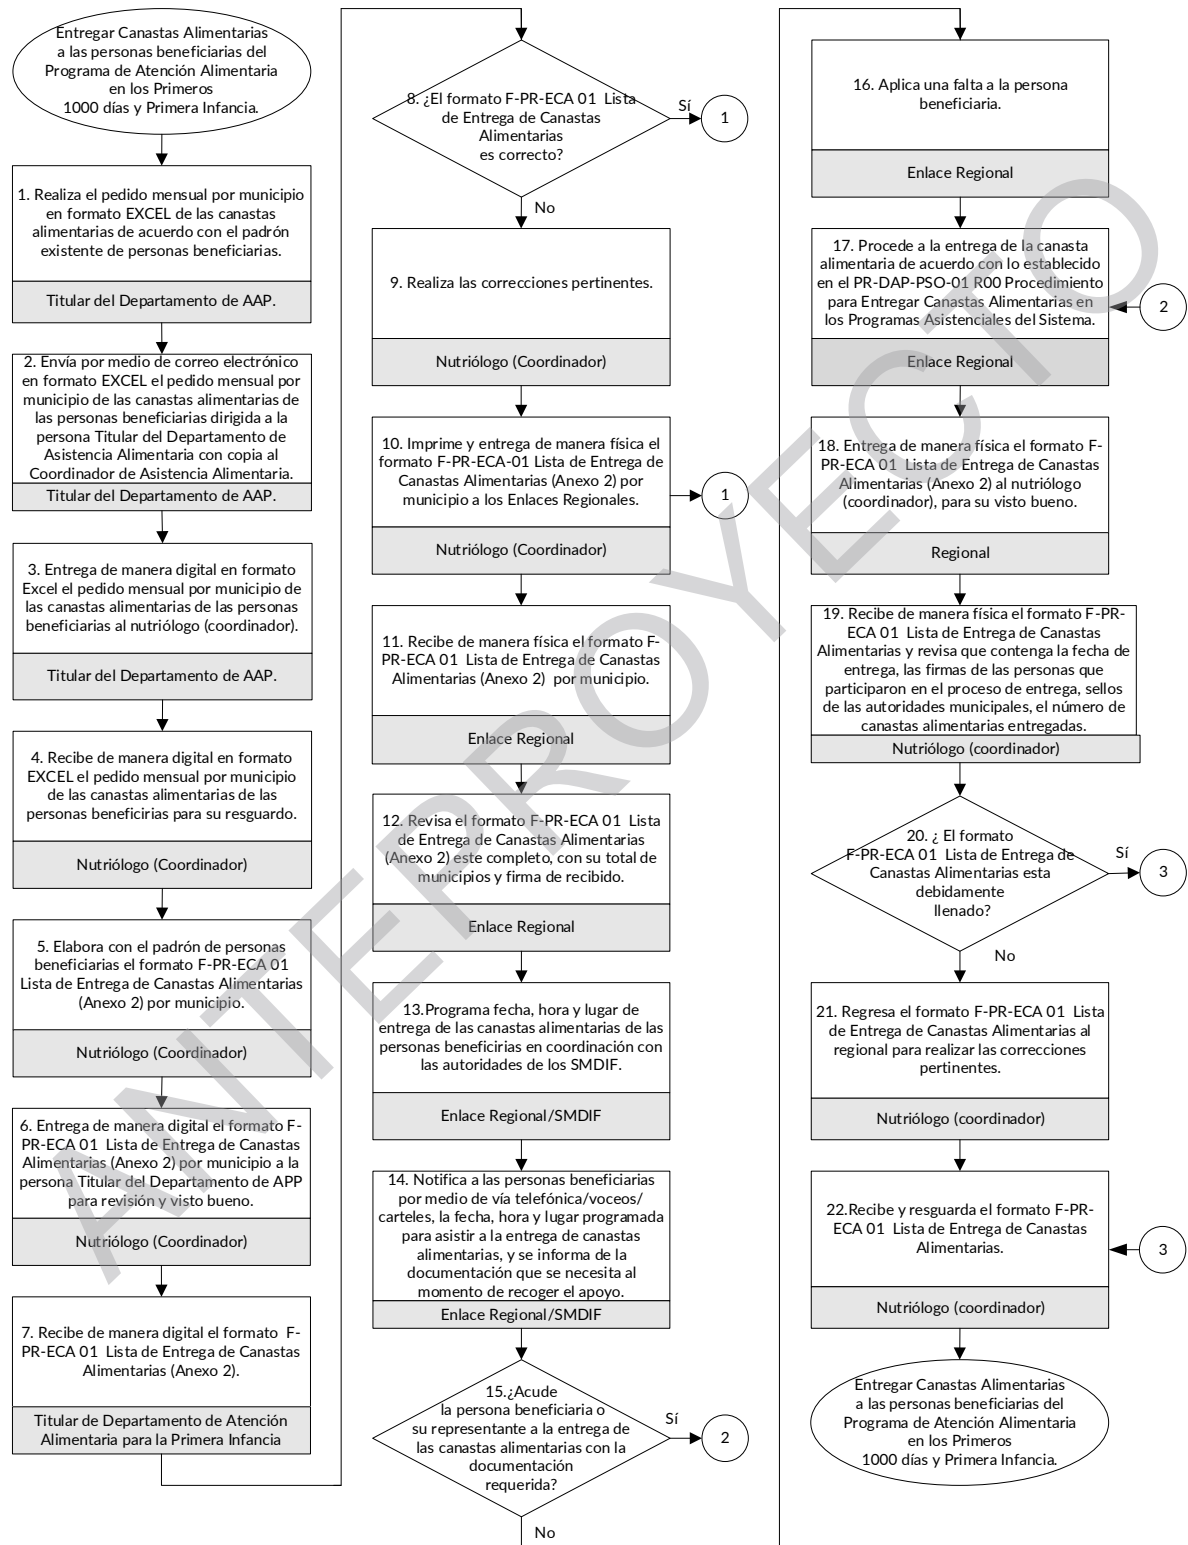 Entregar Canastas Alimentarias
a las personas beneficiarias del
Programa de Atención Alimentaria
en los Primeros
1000 días y Primera Infancia.
1. Realiza el pedido mensual por municipio
en formato EXCEL de las canastas
alimentarias de acuerdo con el padrón
existente de personas beneficiarias.
Titular del Departamento de AAP.
2. Envía por medio de correo electrónico
en formato EXCEL el pedido mensual por
municipio de las canastas alimentarias de
las personas beneficiarias dirigida a la
persona Titular del Departamento de
Asistencia Alimentaria con copia al
Coordinador de Asistencia Alimentaria.
Titular del Departamento de AAP.
3. Entrega de manera digital en formato
Excel el pedido mensual por municipio de
las canastas alimentarias de las personas
beneficiarias al nutriólogo (coordinador).
Titular del Departamento de AAP.
4. Recibe de manera digital en formato
EXCEL el pedido mensual por municipio
de las canastas alimentarias de las
personas beneficirias para su resguardo.
Nutriólogo (Coordinador)
5. Elabora con el padrón de personas
beneficiarias el formato F-PR-ECA 01
Lista de Entrega de Canastas Alimentarias
(Anexo 2) por municipio.
Nutriólogo (Coordinador)
6. Entrega de manera digital el formato F-
PR-ECA 01 Lista de Entrega de Canastas
Alimentarias (Anexo 2) por municipio a la
persona Titular del Departamento de APP
para revisión y visto bueno.
Nutriólogo (Coordinador)
7. Recibe de manera digital el formato F-
PR-ECA 01 Lista de Entrega de Canastas
Alimentarias (Anexo 2).
Titular de Departamento de Atención
Alimentaria para la Primera Infancia
8. ¿El formato F-PR-ECA 01 Lista
de Entrega de Canastas
Alimentarias
es correcto?
Sí
1
No
9. Realiza las correcciones pertinentes.
Nutriólogo (Coordinador)
10. Imprime y entrega de manera física el
formato F-PR-ECA-01 Lista de Entrega de
Canastas Alimentarias (Anexo 2) por
municipio a los Enlaces Regionales.
1
Nutriólogo (Coordinador)
11. Recibe de manera física el formato F-
PR-ECA 01 Lista de Entrega de Canastas
Alimentarias (Anexo 2) por municipio.
Enlace Regional
12. Revisa el formato F-PR-ECA 01 Lista
de Entrega de Canastas Alimentarias
(Anexo 2) este completo, con su total de
municipios y firma de recibido.
Enlace Regional
13.Programa fecha, hora y lugar de
entrega de las canastas alimentarias de las
personas beneficirias en coordinación con
las autoridades de los SMDIF.
Enlace Regional/SMDIF
14. Notifica a las personas beneficiarias
por medio de vía telefónica/voceos/
carteles, la fecha, hora y lugar programada
para asistir a la entrega de canastas
alimentarias, y se informa de la
documentación que se necesita al
momento de recoger el apoyo.
Enlace Regional/SMDIF
15.¿Acude
la persona beneficiaria o
su representante a la entrega de
las canastas alimentarias con la
documentación
requerida?
Sí
2
No
16. Aplica una falta a la persona
beneficiaria.
Enlace Regional
17. Procede a la entrega de la canasta
alimentaria de acuerdo con lo establecido
en el PR-DAP-PSO-01 R00 Procedimiento
para Entregar Canastas Alimentarias en
los Programas Asistenciales del Sistema.
2
Enlace Regional
18. Entrega de manera física el formato F-
PR-ECA 01 Lista de Entrega de Canastas
Alimentarias (Anexo 2) al nutriólogo
(coordinador), para su visto bueno.
Regional
19. Recibe de manera física el formato F-PR-
ECA 01 Lista de Entrega de Canastas
Alimentarias y revisa que contenga la fecha de
entrega, las firmas de las personas que
participaron en el proceso de entrega, sellos
de las autoridades municipales, el número de
canastas alimentarias entregadas.
Nutriólogo (coordinador)
20. ¿ El formato
F-PR-ECA 01 Lista de Entrega de
Canastas Alimentarias esta
debidamente
llenado?
Sí
3
No
21. Regresa el formato F-PR-ECA 01 Lista
de Entrega de Canastas Alimentarias al
regional para realizar las correcciones
pertinentes.
Nutriólogo (coordinador)
22.Recibe y resguarda el formato F-PR-
ECA 01 Lista de Entrega de Canastas
Alimentarias.
3
Nutriólogo (coordinador)
Entregar Canastas Alimentarias
a las personas beneficiarias del
Programa de Atención Alimentaria
en los Primeros
1000 días y Primera Infancia.
ANTEPROYECTO